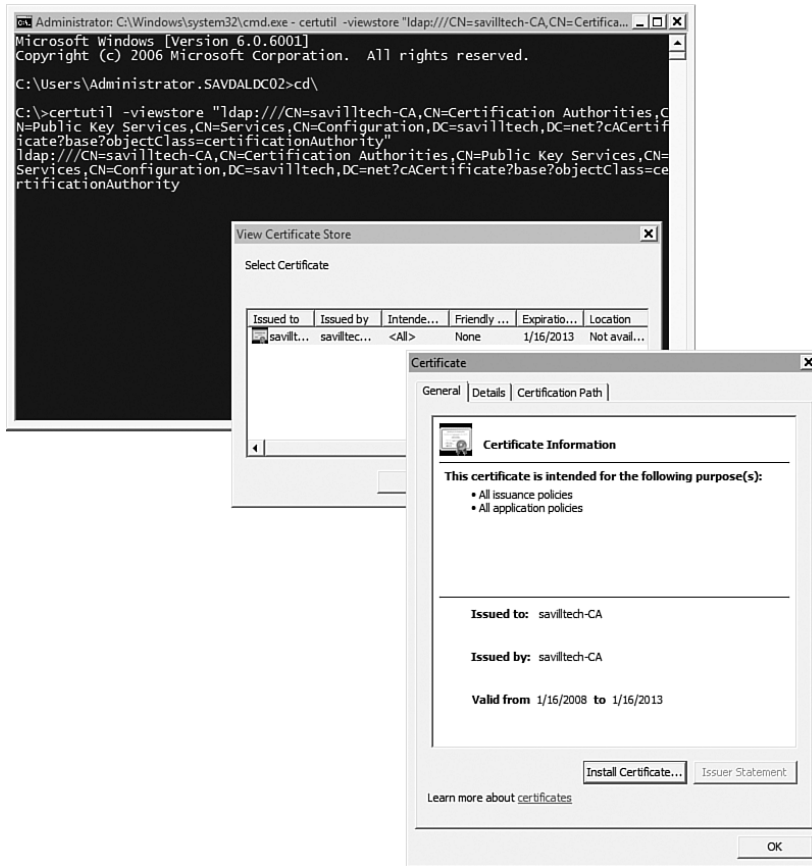 Administrator: C:\Windows\system32\cmd.exe - certutil -viewstore "ldap:///CN=savilltech-CA,CN=Certifica...
Microsoft Windows [Version 6.0.6001]
Copyright (c) 2006 Microsoft Corporation. All rights reserved.
C:\Users\Administrator.SAVDALDC02>cd\
C:\>certutil -viewstore "ldap:///CN=savilltech-CA,CN=Certification Authorities,C
N=Public Key Services,CN=Services,CN=Configuration,DC=savilltech,DC=net?cACertif
icate?base?objectClass=certificationAuthority"
ldap:///CN=savilltech-CA,CN=Certification Authorities,CN=Public Key Services,CN=
Services,CN=Configuration,DC=savilltech,DC=net?cACertificate?base?objectClass=ce
rtificationAuthority
View Certificate Store
Select Certificate
Issued to Issued by Intende... Friendly ... Expiratio... Location
savillt... savilltec... <All> None 1/16/2013 Not avail...
Certificate
General Details Certification Path
Certificate Information
This certificate is intended for the following purpose(s):
• All issuance policies
• All application policies
Issued to: savilltech-CA
Issued by: savilltech-CA
Valid from 1/16/2008 to 1/16/2013
Install Certificate... Issuer Statement
Learn more about certificates
OK